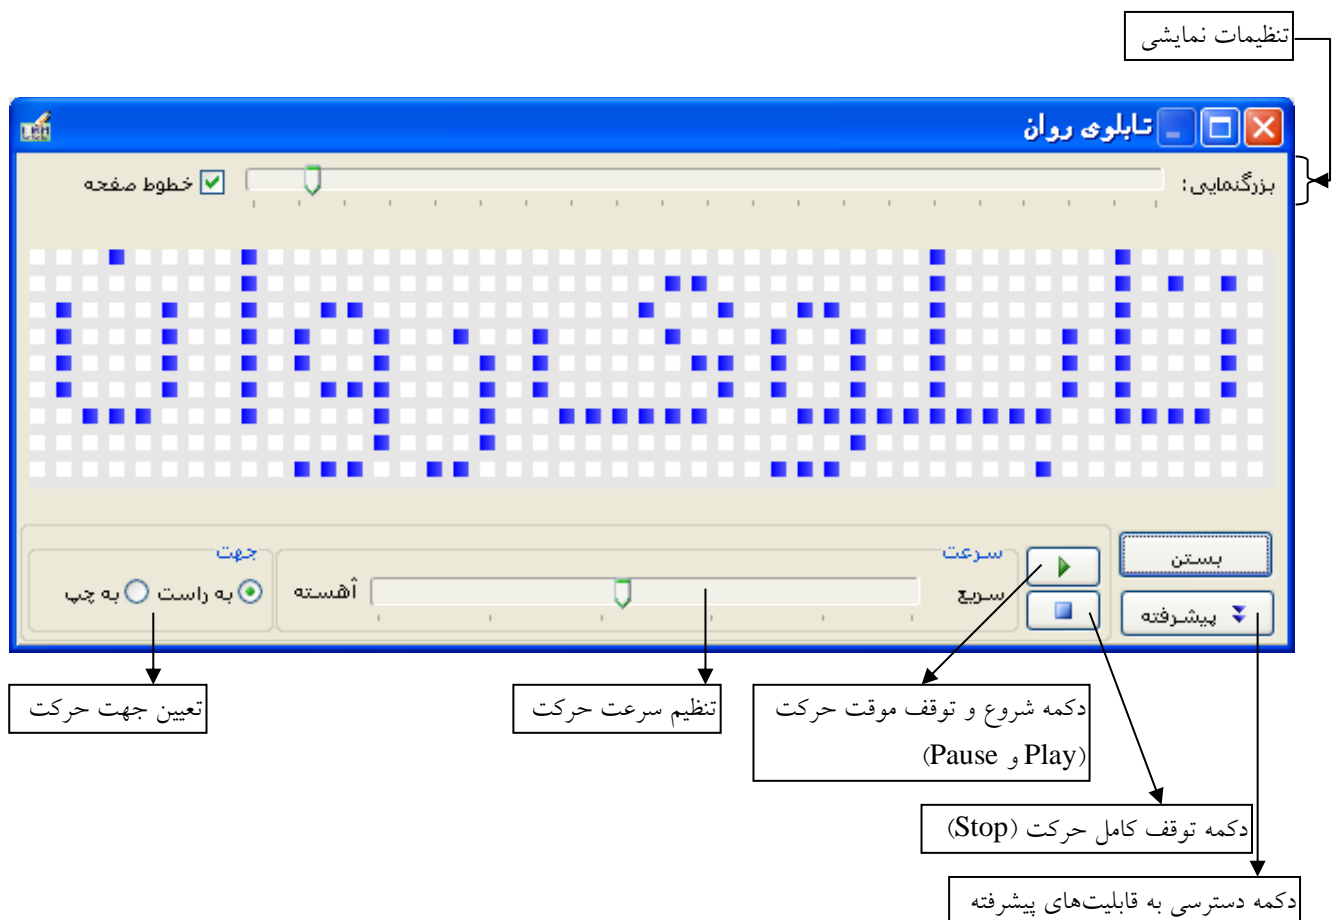 تنظیمات نمایشی
تابلوی روان
بزرگنمایی:
خطوط صفحه
تابلوی روان
بستن
پیشرفته
سرعت
سریع
آهسته
جهت
به راست
به چپ
دکمه شروع و توقف موقت حرکت
(Play و Pause)
تنظیم سرعت حرکت
تعیین جهت حرکت
دکمه توقف کامل حرکت (Stop)
دکمه دسترسی به قابلیت‌های پیشرفته